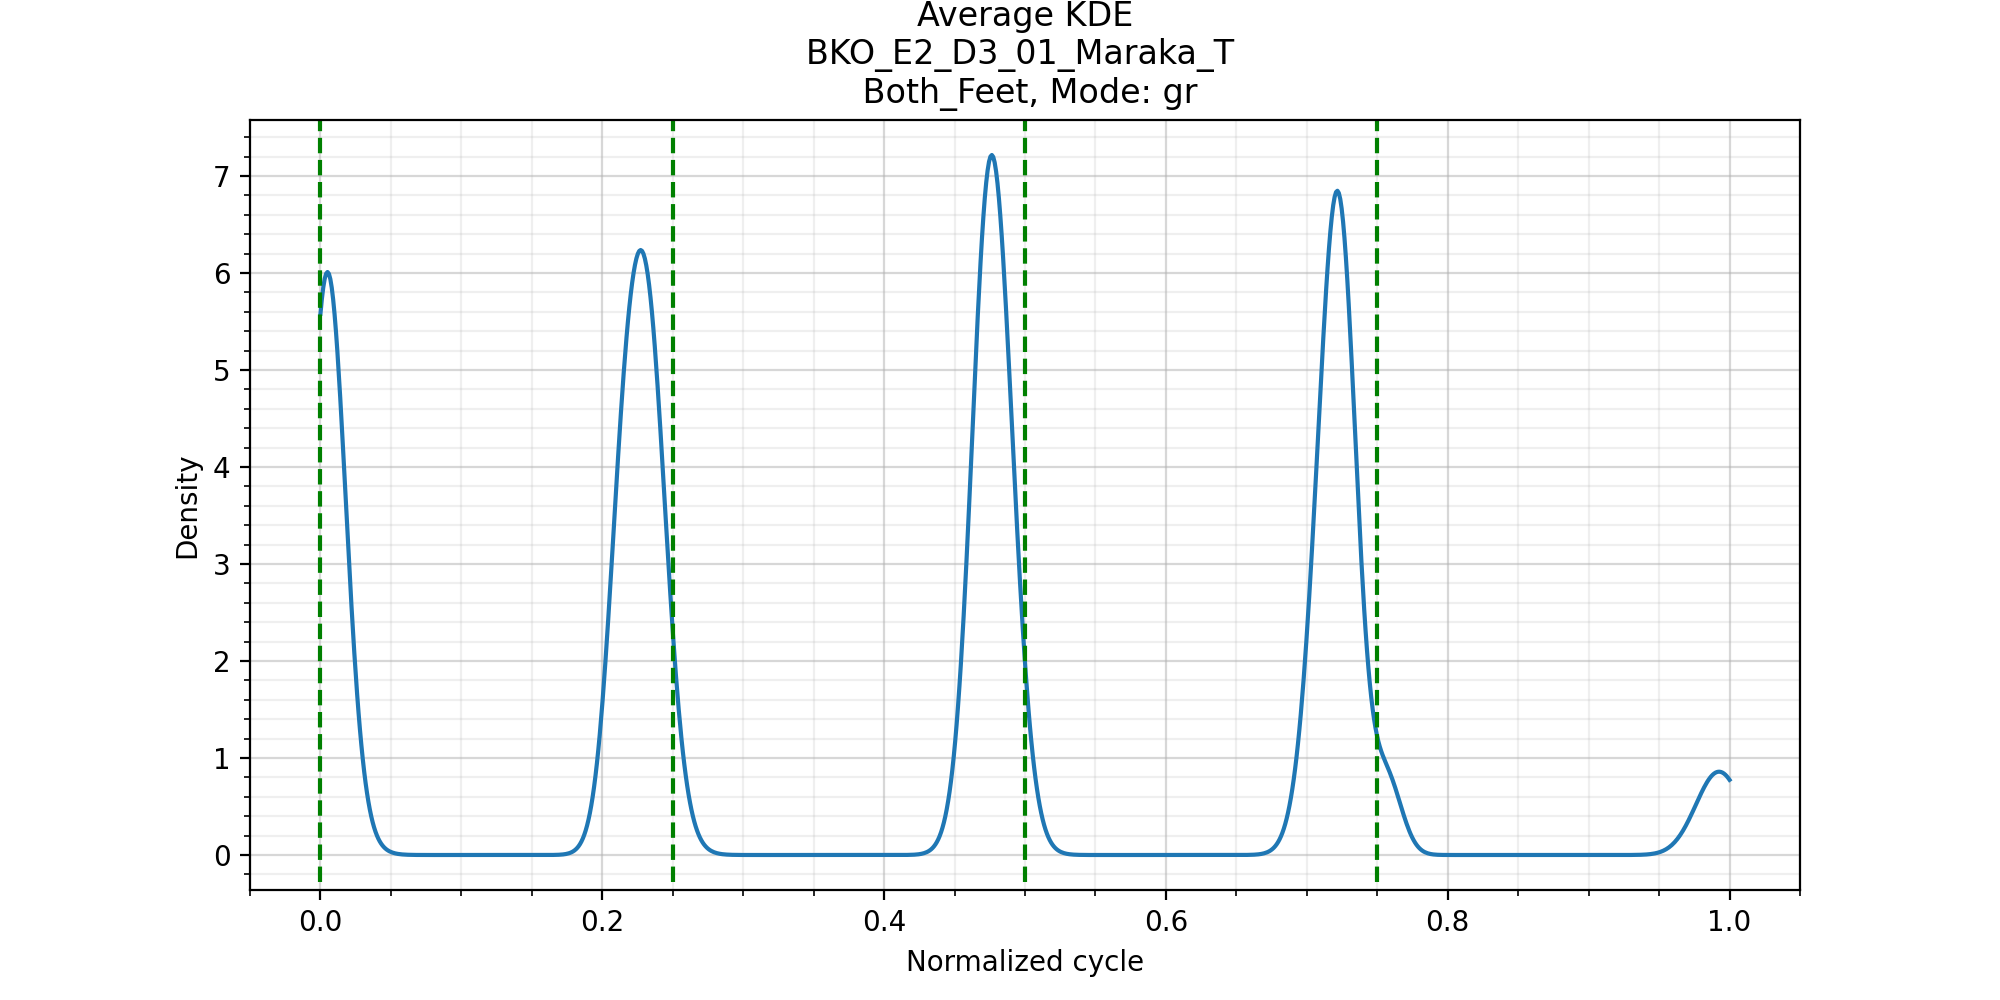 Average KDE
BKO_E2_D3_01_Maraka_T
Both_Feet, Mode: gr
7
6
5
4
3
2
1
0
Density
0.0 0.2 0.4 0.6 0.8 1.0
Normalized cycle